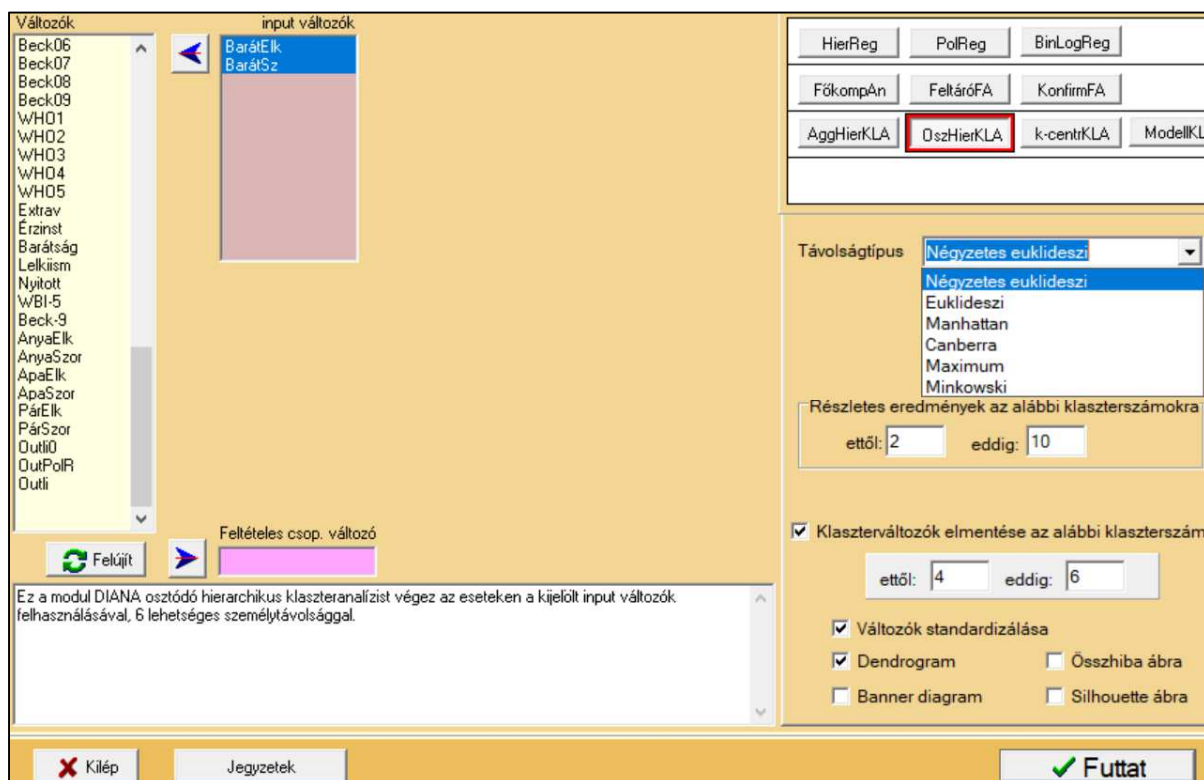 Változók
Beck06
Beck07
Beck08
Beck09
WHO1
WHO2
WHO3
WHO4
WHO5
Extrav
Érzinst
Barátság
Lelkiism
Nyitott
WBI-5
Beck-9
AnyaElk
AnyaSzor
ApaElk
ApaSzor
PárElk
PárSzor
Outli0
OutPolR
Outli
Felújít
input változók
BarátElk
BarátSz
Feltételes csop. változó
Ez a modul DIANA osztódó hierarchikus klaszteranalízist végez az eseteken a kijelölt input változók
felhasználásával, 6 lehetséges személytávolsággal.
HierReg PolReg BinLogReg
FőkompAn FeltáróFA KonfirmFA
AggHierKLA OszHierKLA k-centrKLA ModellKL
Távolságtípus Négyzetes euklideszi
Négyzetes euklideszi
Euklideszi
Manhattan
Canberra
Maximum
Minkowski
Részletes eredmények az alábbi klaszterszámokra
ettől: 2 eddig: 10
Klaszterváltozók elmentése az alábbi klaszterszám
ettől: 4 eddig: 6
Változók standardizálása
Dendrogram Összhiba ábra
Banner diagram Silhouette ábra
Kilép Jegyzetek Futtat